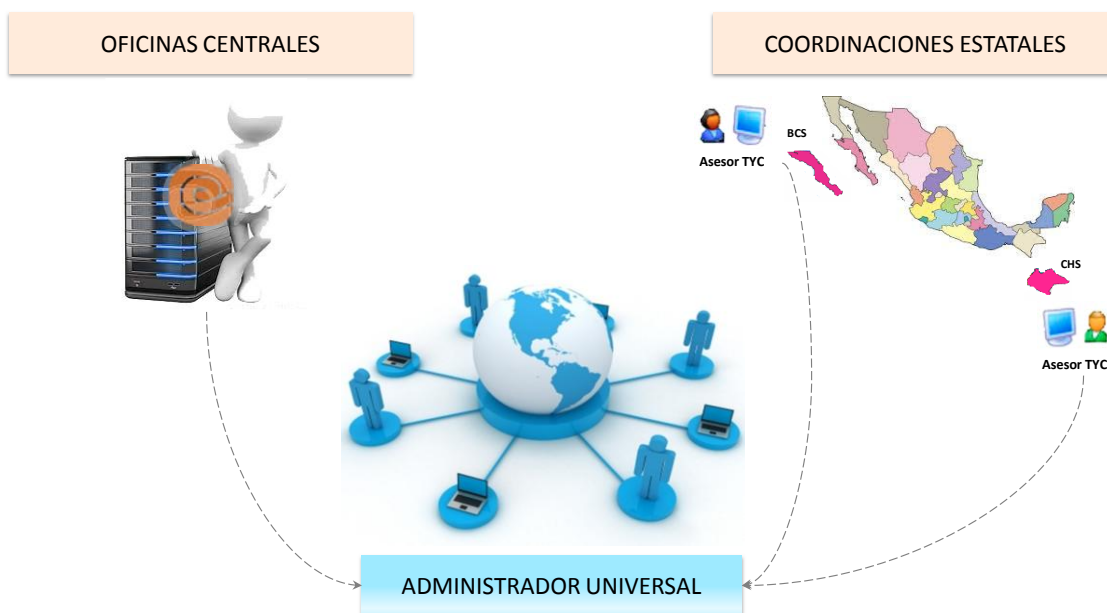 OFICINAS CENTRALES
COORDINACIONES ESTATALES
BCS
Asesor TYC
CHS
Asesor TYC
ADMINISTRADOR UNIVERSAL